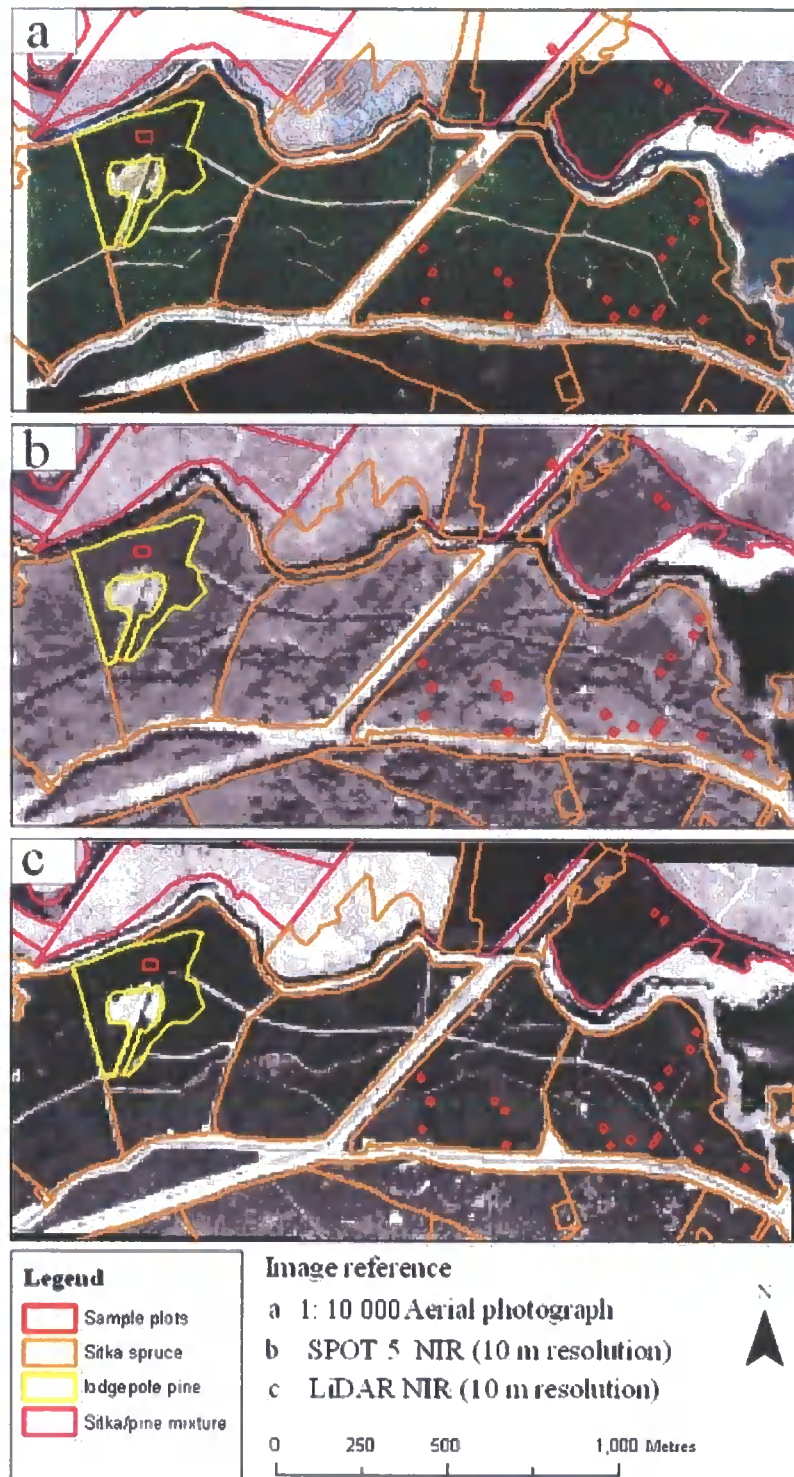 a
b
c
Legend
Sample plots
Sitka spruce
lodgepole pine
Sitka/pine mixture
Image reference
a 1: 10 000 Aerial photograph
b SPOT 5 NIR (10 m resolution)
c LiDAR NIR (10 m resolution)
N
0 250 500 1,000 Metres